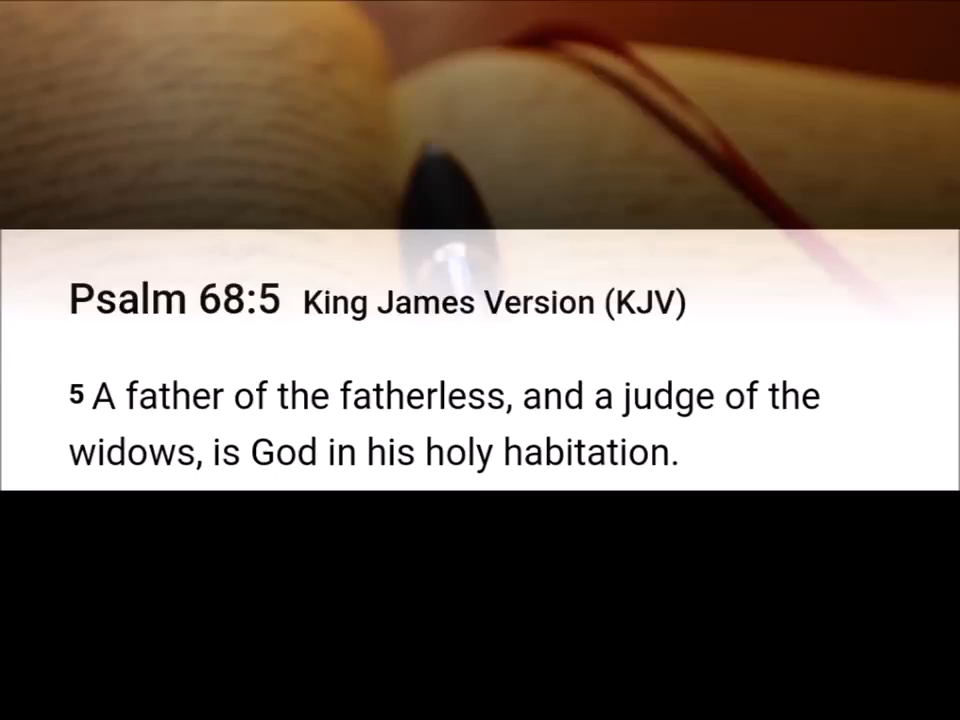 Psalm 68:5 King James Version (KJV)
5 A father of the fatherless, and a judge of the
widows, is God in his holy habitation.